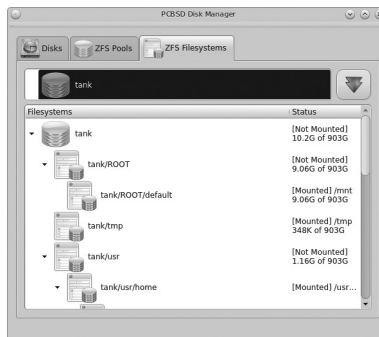 PCBSD Disk Manager
Disks
ZFS Pools
ZFS Filesystems
tank
Filesystems
Status
tank
[Not Mounted]
10.2G of 903G
tank/ROOT
[Not Mounted]
9.06G of 903G
tank/ROOT/default
[Mounted] /mnt
9.06G of 903G
tank/tmp
[Mounted] /tmp
348K of 903G
tank/usr
[Not Mounted]
1.16G of 903G
tank/usr/home
[Mounted] /usr...